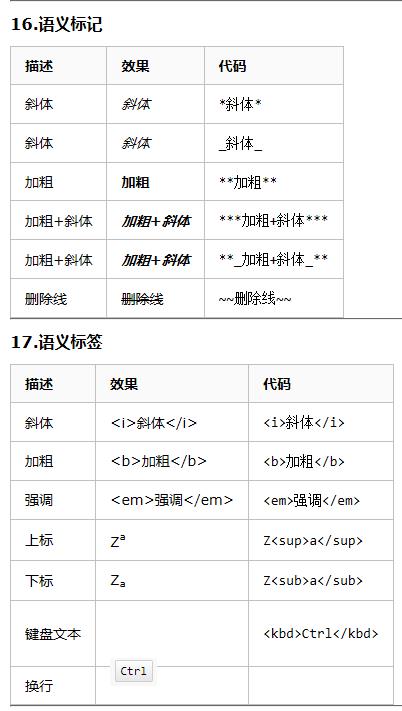 16.语义标记
描述 效果 代码
斜体 斜体 *斜体*
斜体 斜体 _斜体_
加粗 加粗 **加粗**
加粗+斜体 加粗+斜体 ***加粗+斜体***
加粗+斜体 加粗+斜体 **_加粗+斜体_**
删除线 删除线 ~~删除线~~
17.语义标签
描述 效果 代码
斜体 <i>斜体</i> <i>斜体</i>
加粗 <b>加粗</b> <b>加粗</b>
强调 <em>强调</em> <em>强调</em>
上标 Zᵃ Z<sup>a</sup>
下标 Zₐ Z<sub>a</sub>
键盘文本 <kbd>Ctrl</kbd>
Ctrl
换行